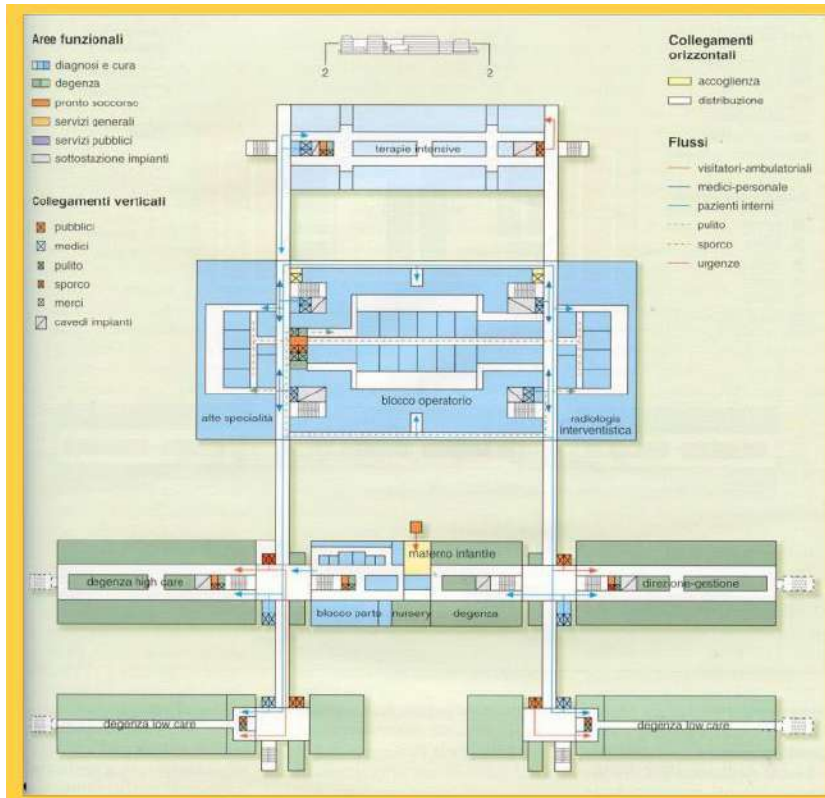 Aree funzionali
diagnosi e cura
degenza
pronto soccorso
servizi generali
servizi pubblici
sottostazione impianti
Collegamenti verticali
pubblici
medici
pulito
sporco
merci
cavedi impianti
2 2
Collegamenti
orizzontali
accoglienza
distribuzione
Flussi
visitatori-ambulatoriali
medici-personale
pazienti interni
pulito
sporco
urgenze
terapie intensive
blocco operatorio
alte specialità
radiologia
interventistica
materno infantile
degenza high care
direzione-gestione
blocco parto nursery degenza
degenza low care
degenza low care